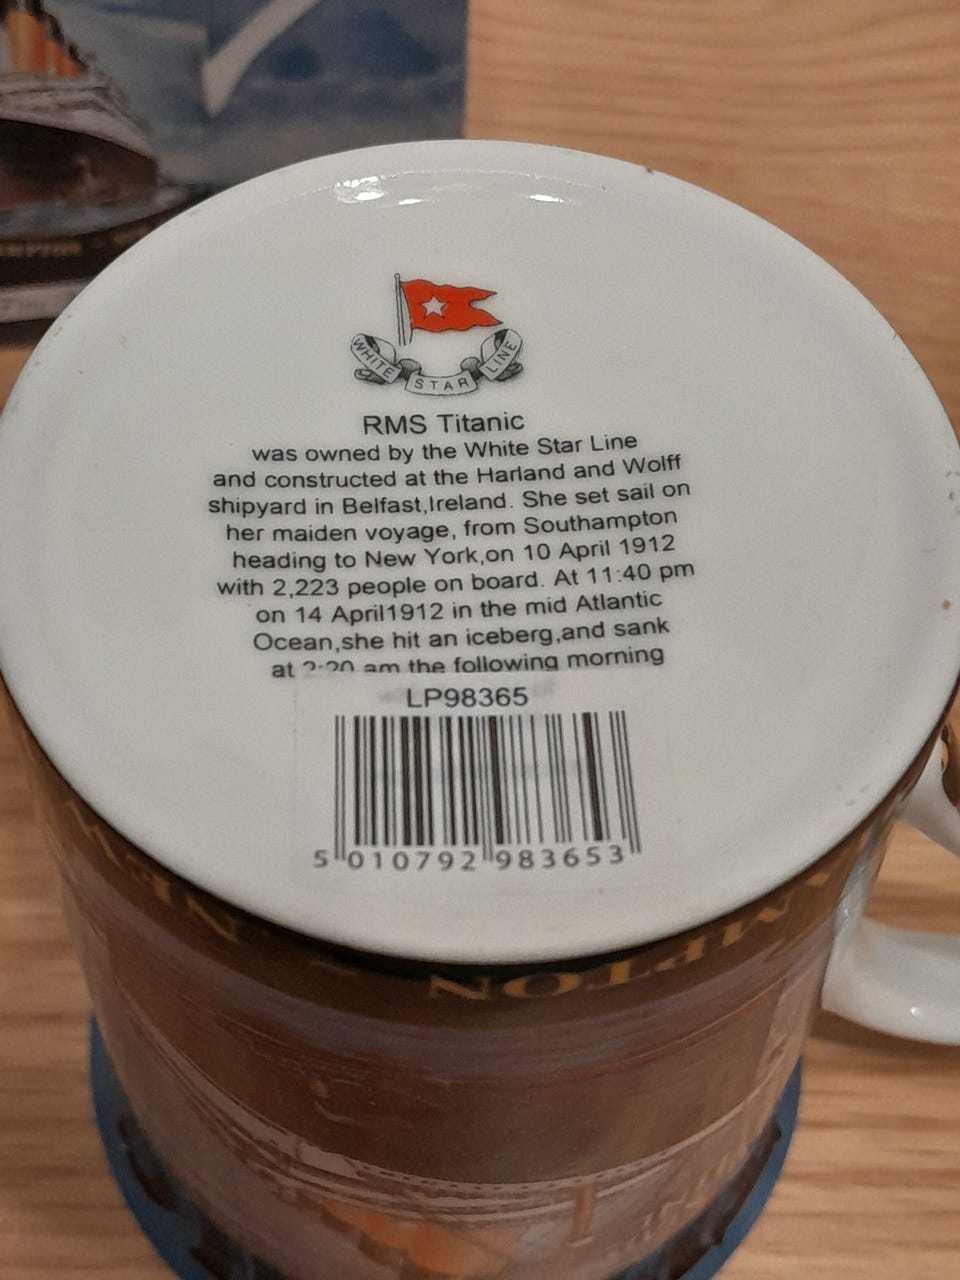 WHITE STAR LINE
RMS Titanic
was owned by the White Star Line
and constructed at the Harland and Wolff
shipyard in Belfast,Ireland. She set sail on
her maiden voyage, from Southampton
heading to New York,on 10 April 1912
with 2,223 people on board. At 11:40 pm
on 14 April1912 in the mid Atlantic
Ocean,she hit an iceberg,and sank
at 2:20 am the following morning
LP98365
5 010792 983653